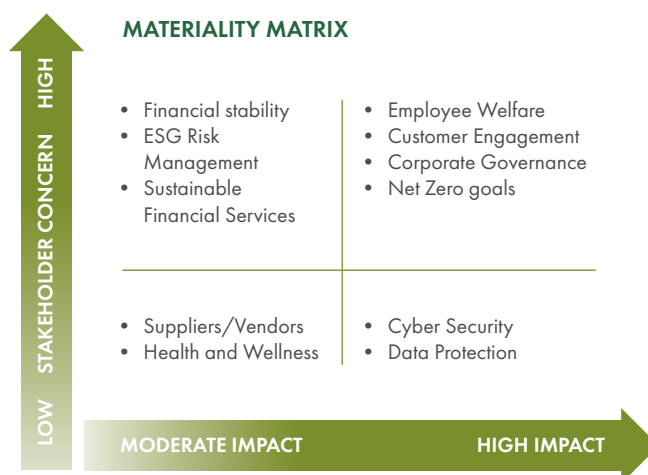 MATERIALITY MATRIX
HIGH
STAKEHOLDER CONCERN
LOW
• Financial stability
• ESG Risk
Management
• Sustainable
Financial Services
• Employee Welfare
• Customer Engagement
• Corporate Governance
• Net Zero goals
• Suppliers/Vendors
• Health and Wellness
• Cyber Security
• Data Protection
MODERATE IMPACT
HIGH IMPACT